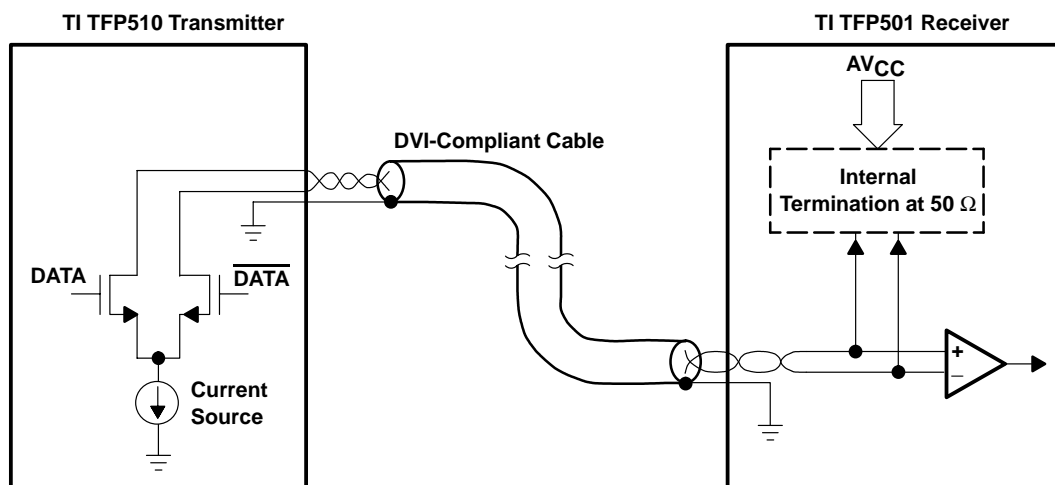 TI TFP510 Transmitter
TI TFP501 Receiver
AVCC
DVI-Compliant Cable
Internal
Termination at 50 Ω
DATA
DATA
+
−
Current
Source